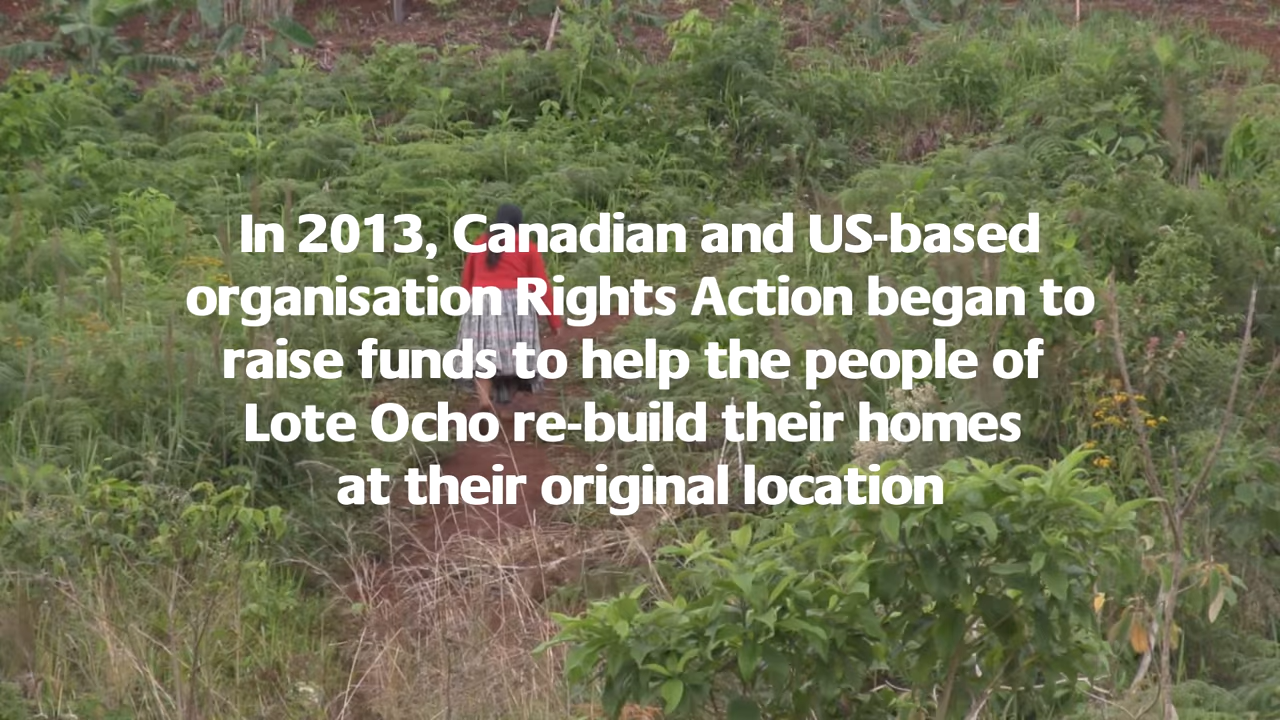 In 2013, Canadian and US-based
organisation Rights Action began to
raise funds to help the people of
Lote Ocho re-build their homes
at their original location